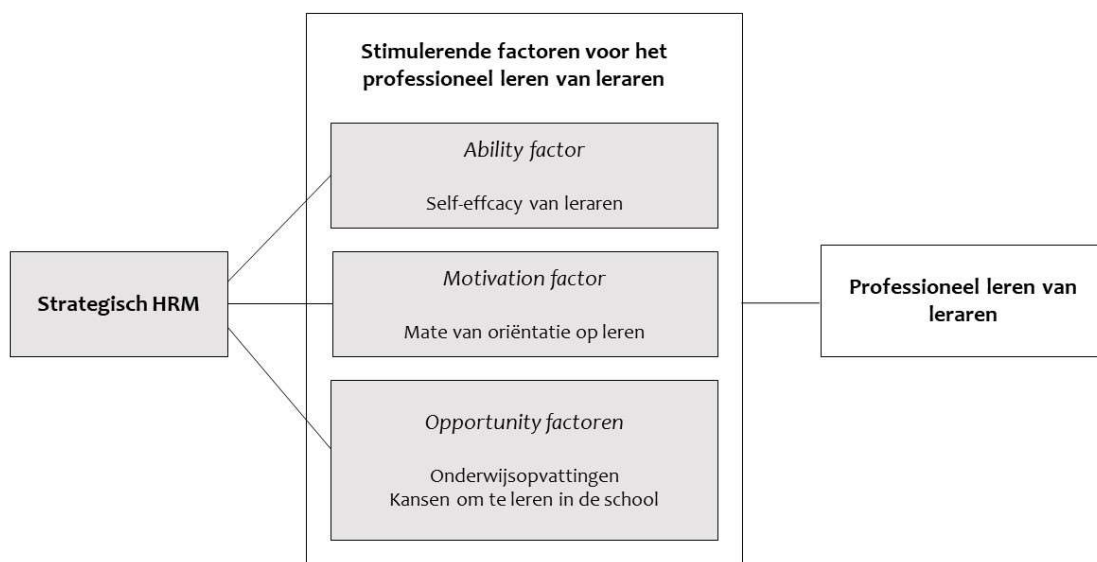 Stimulerende factoren voor het
professioneel leren van leraren
Ability factor
Self-effcacy van leraren
Strategisch HRM
Motivation factor
Mate van oriëntatie op leren
Opportunity factoren
Onderwijsopvattingen
Kansen om te leren in de school
Professioneel leren van
leraren